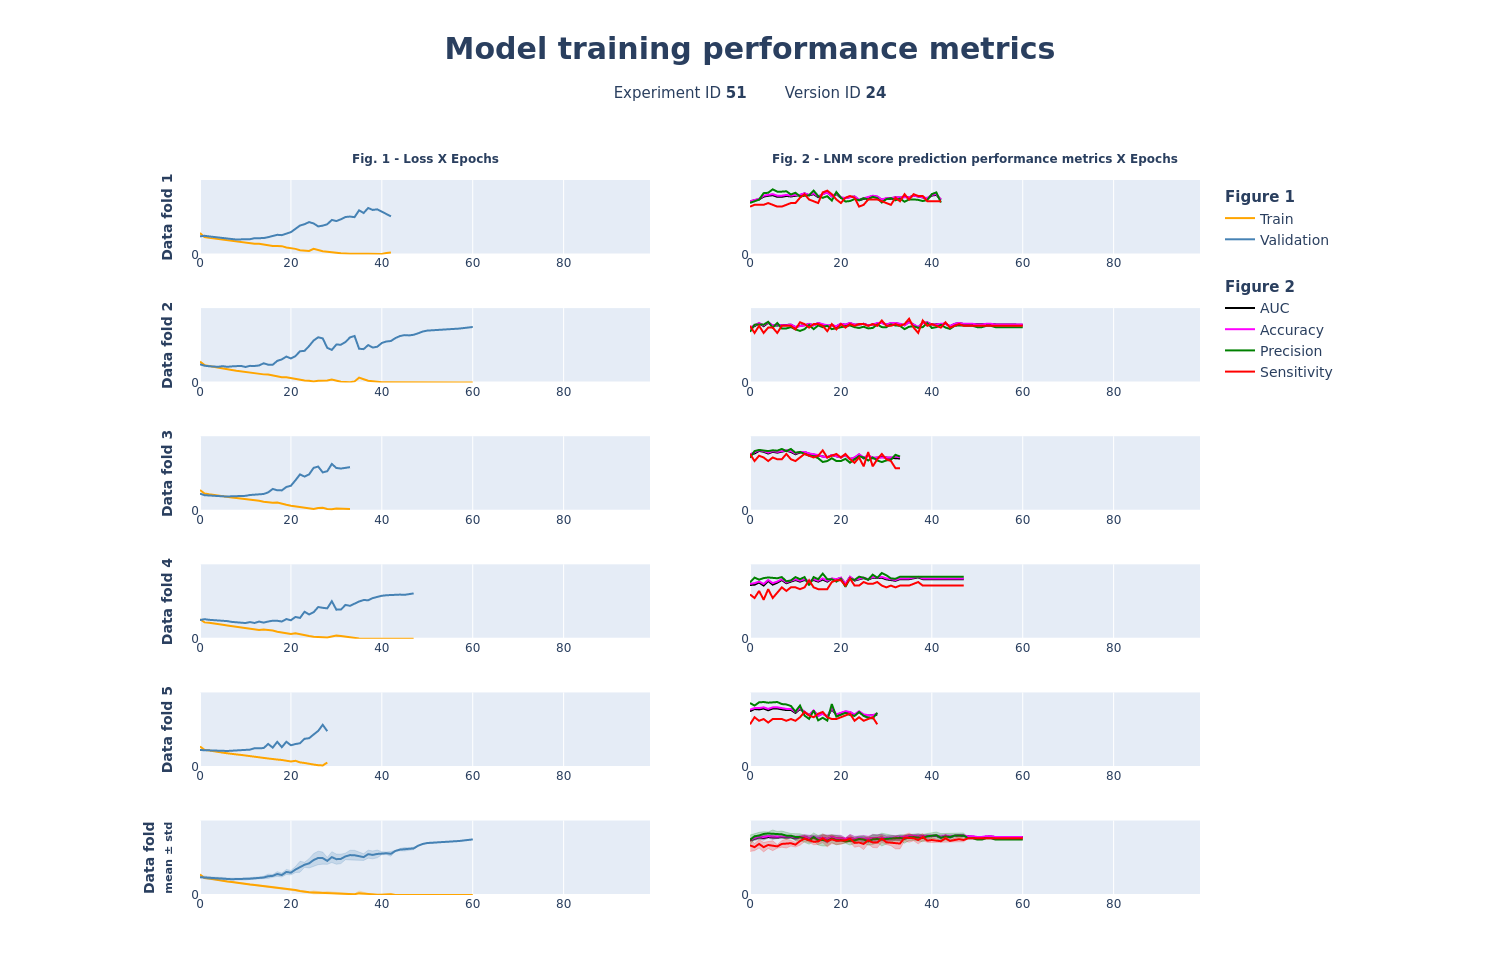 Model training performance metrics
Experiment ID 51 Version ID 24
Fig. 1 - Loss X Epochs
Fig. 2 - LNM score prediction performance metrics X Epochs
Data fold 1
0
0 20 40 60 80
0
0 20 40 60 80
Figure 1
Train
Validation
Figure 2
AUC
Accuracy
Precision
Sensitivity
Data fold 2
0
0 20 40 60 80
0
0 20 40 60 80
Data fold 3
0
0 20 40 60 80
0
0 20 40 60 80
Data fold 4
0
0 20 40 60 80
0
0 20 40 60 80
Data fold 5
0
0 20 40 60 80
0
0 20 40 60 80
Data fold
mean ± std
0
0 20 40 60 80
0
0 20 40 60 80